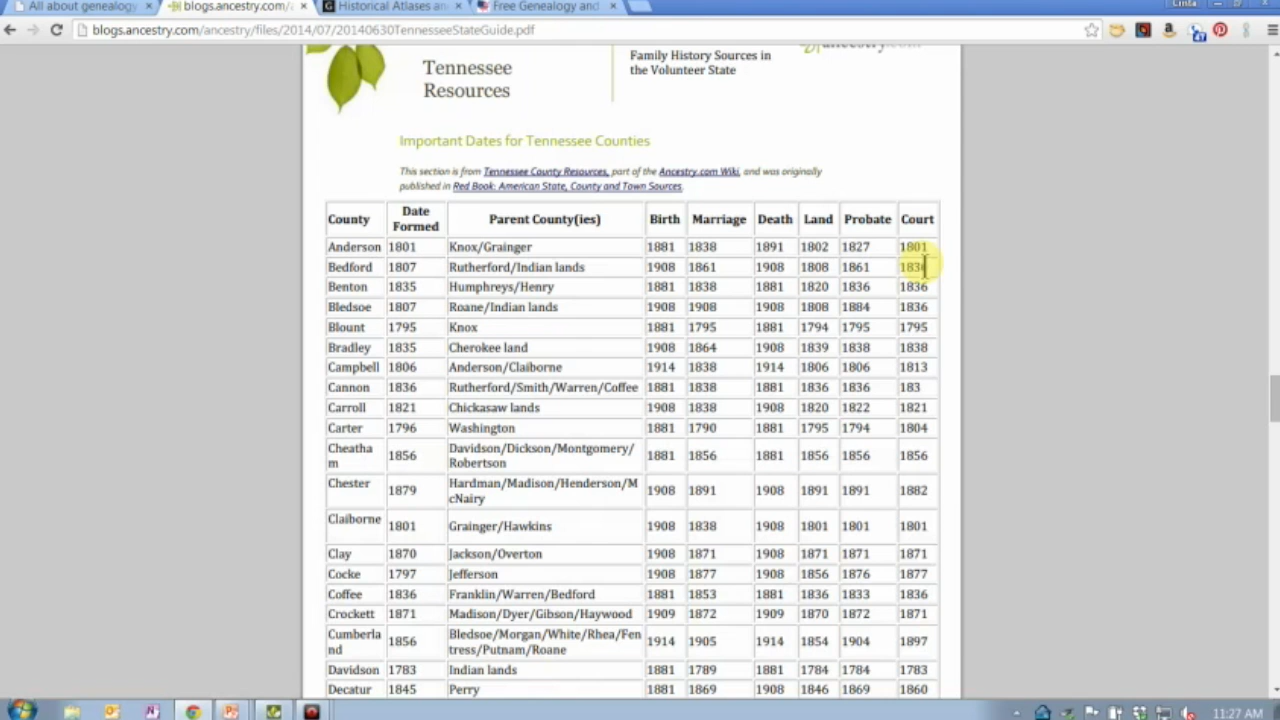 All about genealogy
blogs.ancestry.com/
Historical Atlases and
Free Genealogy and
Linda
blogs.ancestry.com/ancestry/files/2014/07/20140630TennesseeStateGuide.pdf
Tennessee
Resources
Family History Sources in
the Volunteer State
ancestry.com
Important Dates for Tennessee Counties
This section is from Tennessee County Resources, part of the Ancestry.com Wiki, and was originally
published in Red Book: American State, County and Town Sources.
County Date Formed Parent County(ies) Birth Marriage Death Land Probate Court
Anderson 1801 Knox/Grainger 1881 1838 1891 1802 1827 1801
Bedford 1807 Rutherford/Indian lands 1908 1861 1908 1808 1861
Benton 1835 Humphreys/Henry 1881 1838 1881 1820 1836 1836
Bledsoe 1807 Roane/Indian lands 1908 1908 1908 1808 1884 1836
Blount 1795 Knox 1881 1795 1881 1794 1795 1795
Bradley 1835 Cherokee land 1908 1864 1908 1839 1838 1838
Campbell 1806 Anderson/Claiborne 1914 1838 1914 1806 1806 1813
Cannon 1836 Rutherford/Smith/Warren/Coffee 1881 1838 1881 1836 1836 183
Carroll 1821 Chickasaw lands 1908 1838 1908 1820 1822 1821
Carter 1796 Washington 1881 1790 1881 1795 1794 1804
Cheatha
m 1856 Davidson/Dickson/Montgomery/
Robertson 1881 1856 1881 1856 1856 1856
Chester 1879 Hardman/Madison/Henderson/M
cNairy 1908 1891 1908 1891 1891 1882
Claiborne 1801 Grainger/Hawkins 1908 1838 1908 1801 1801 1801
Clay 1870 Jackson/Overton 1908 1871 1908 1871 1871 1871
Cocke 1797 Jefferson 1908 1877 1908 1856 1876 1877
Coffee 1836 Franklin/Warren/Bedford 1881 1853 1881 1836 1833 1836
Crockett 1871 Madison/Dyer/Gibson/Haywood 1909 1872 1909 1870 1872 1871
Cumberla
nd 1856 Bledsoe/Morgan/White/Rhea/Fen
tress/Putnam/Roane 1914 1905 1914 1854 1904 1897
Davidson 1783 Indian lands 1881 1789 1881 1784 1784 1783
Decatur 1845 Perry 1881 1869 1908 1846 1869 1860
11:27 AM